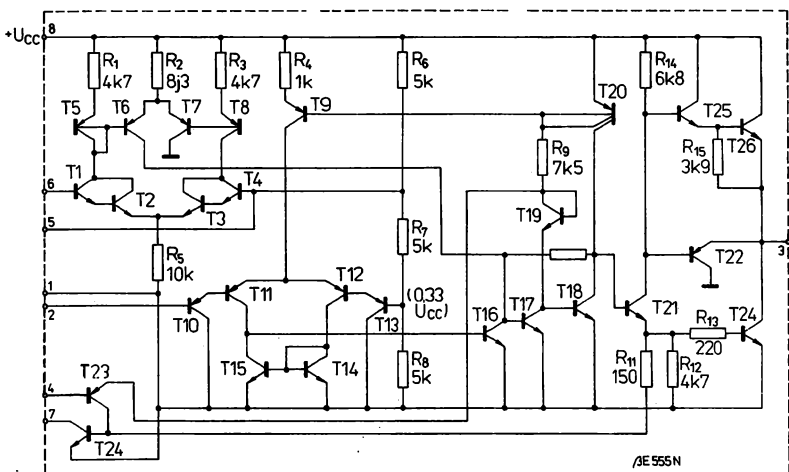 +UCC 8
R1 4k7
R2 8j3
R3 4k7
R4 1k
R6 5k
R14 6k8
T5
T6
T7
T8
T9
T20
T25
T26
R15 3k9
R9 7k5
6
T1
T2
T3
T4
T19
5
R7 5k
R5 10k
T22
3
1
2
T10
T11
T12
T13
(0,33 UCC)
T16
T17
T18
T21
R13 220
T24
T15
T14
R8 5k
R11 150
R12 4k7
T23
4
7
T24
βE555N